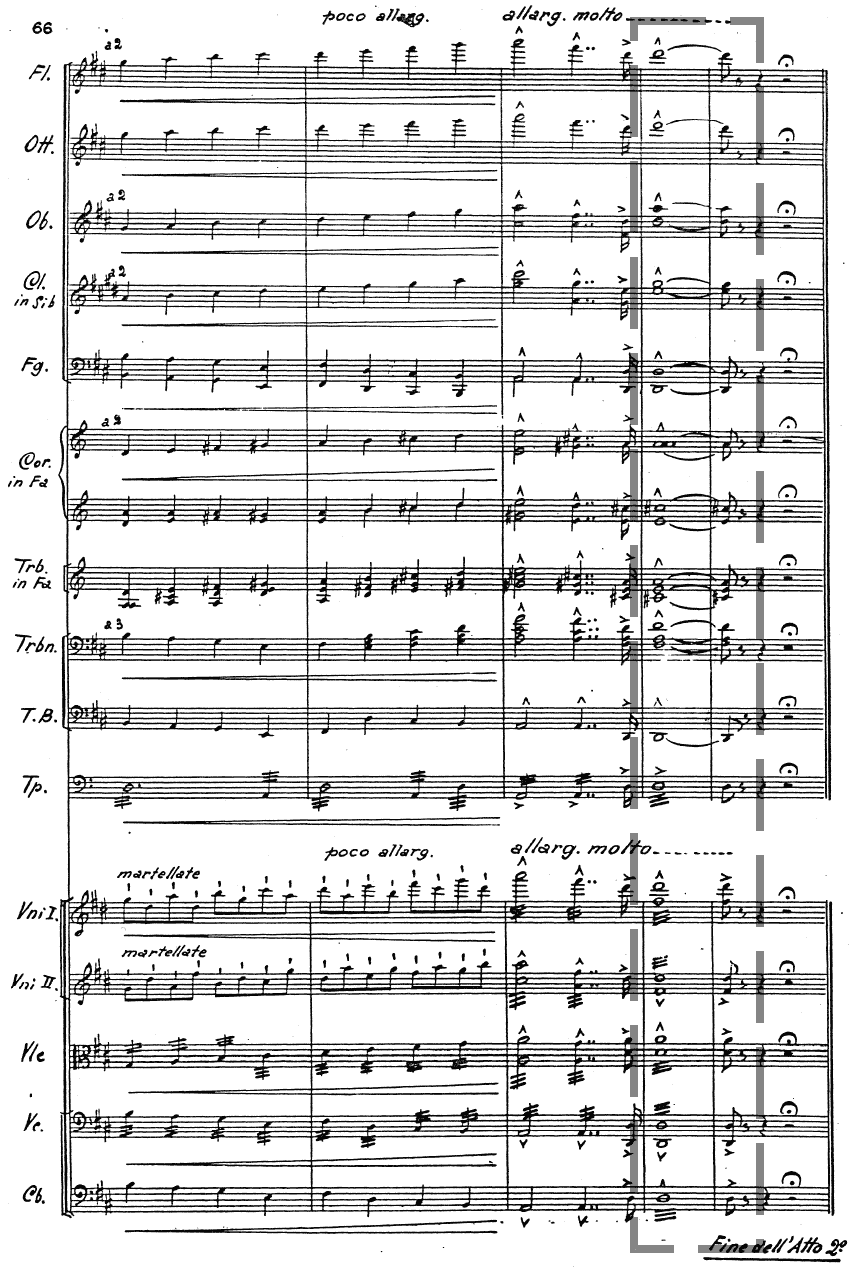 66
poco allarg.
allarg. molto
a2
Fl.
Ott.
a2
Ob.
a2
Cl.
in Sib
Fg.
a2
Cor.
in Fa
Trb.
in Fa
a3
Trbn.
T.B.
Tp.
poco allarg.
allarg. molto
martellate
Vni I.
martellate
Vni II.
Vle
Vc.
Cb.
Fine dell'Atto 2º